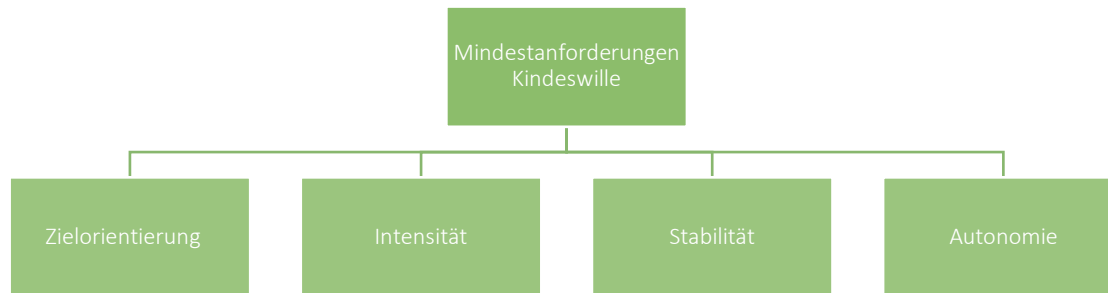 Mindestanforderungen
Kindeswille
Zielorientierung
Intensität
Stabilität
Autonomie